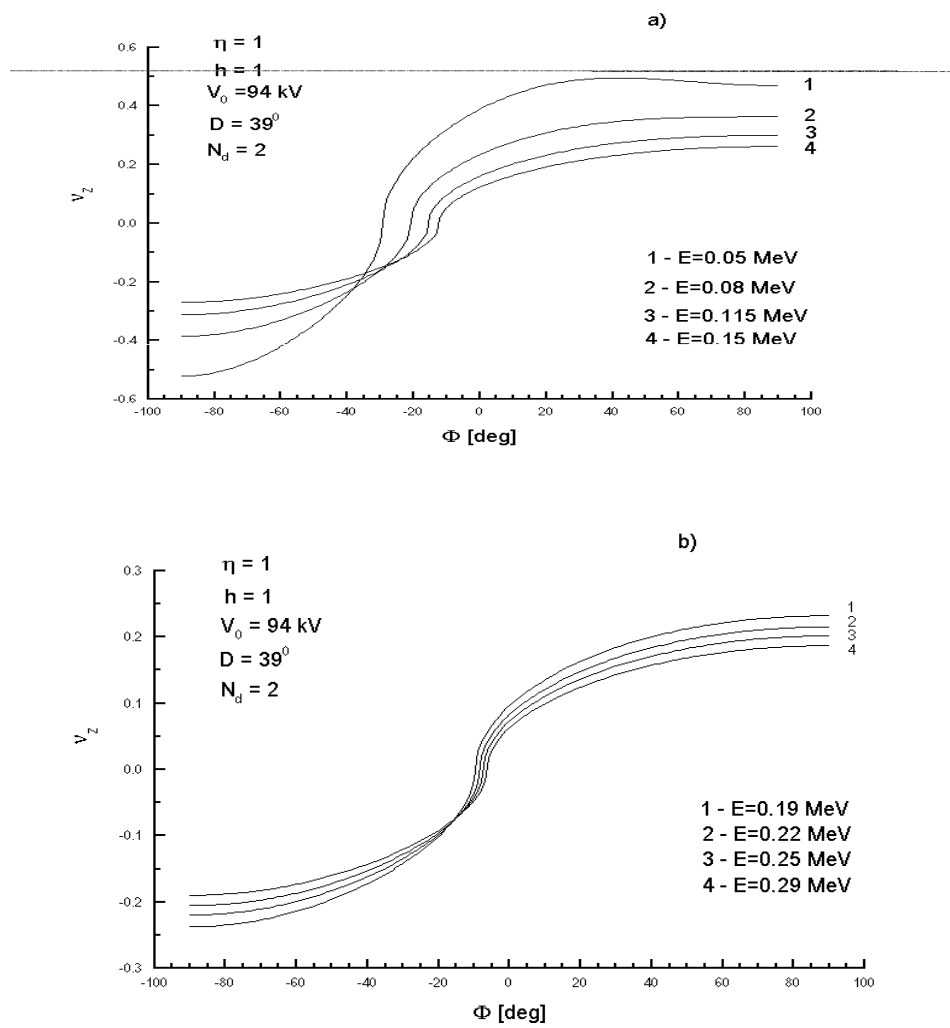 a)
η = 1
h = 1
V0 =94 kV
D = 39^0
Nd = 2
0.6
0.4
0.2
0.0
-0.2
-0.4
-0.6
νz
1
2
3
4
1 - E=0.05 MeV
2 - E=0.08 MeV
3 - E=0.115 MeV
4 - E=0.15 MeV
-100 -80 -60 -40 -20 0 20 40 60 80 100
Φ [deg]
b)
η = 1
h = 1
V0 = 94 kV
D = 39^0
Nd = 2
0.3
0.2
0.1
0.0
-0.1
-0.2
-0.3
νz
1
2
3
4
1 - E=0.19 MeV
2 - E=0.22 MeV
3 - E=0.25 MeV
4 - E=0.29 MeV
-100 -80 -60 -40 -20 0 20 40 60 80 100
Φ [deg]